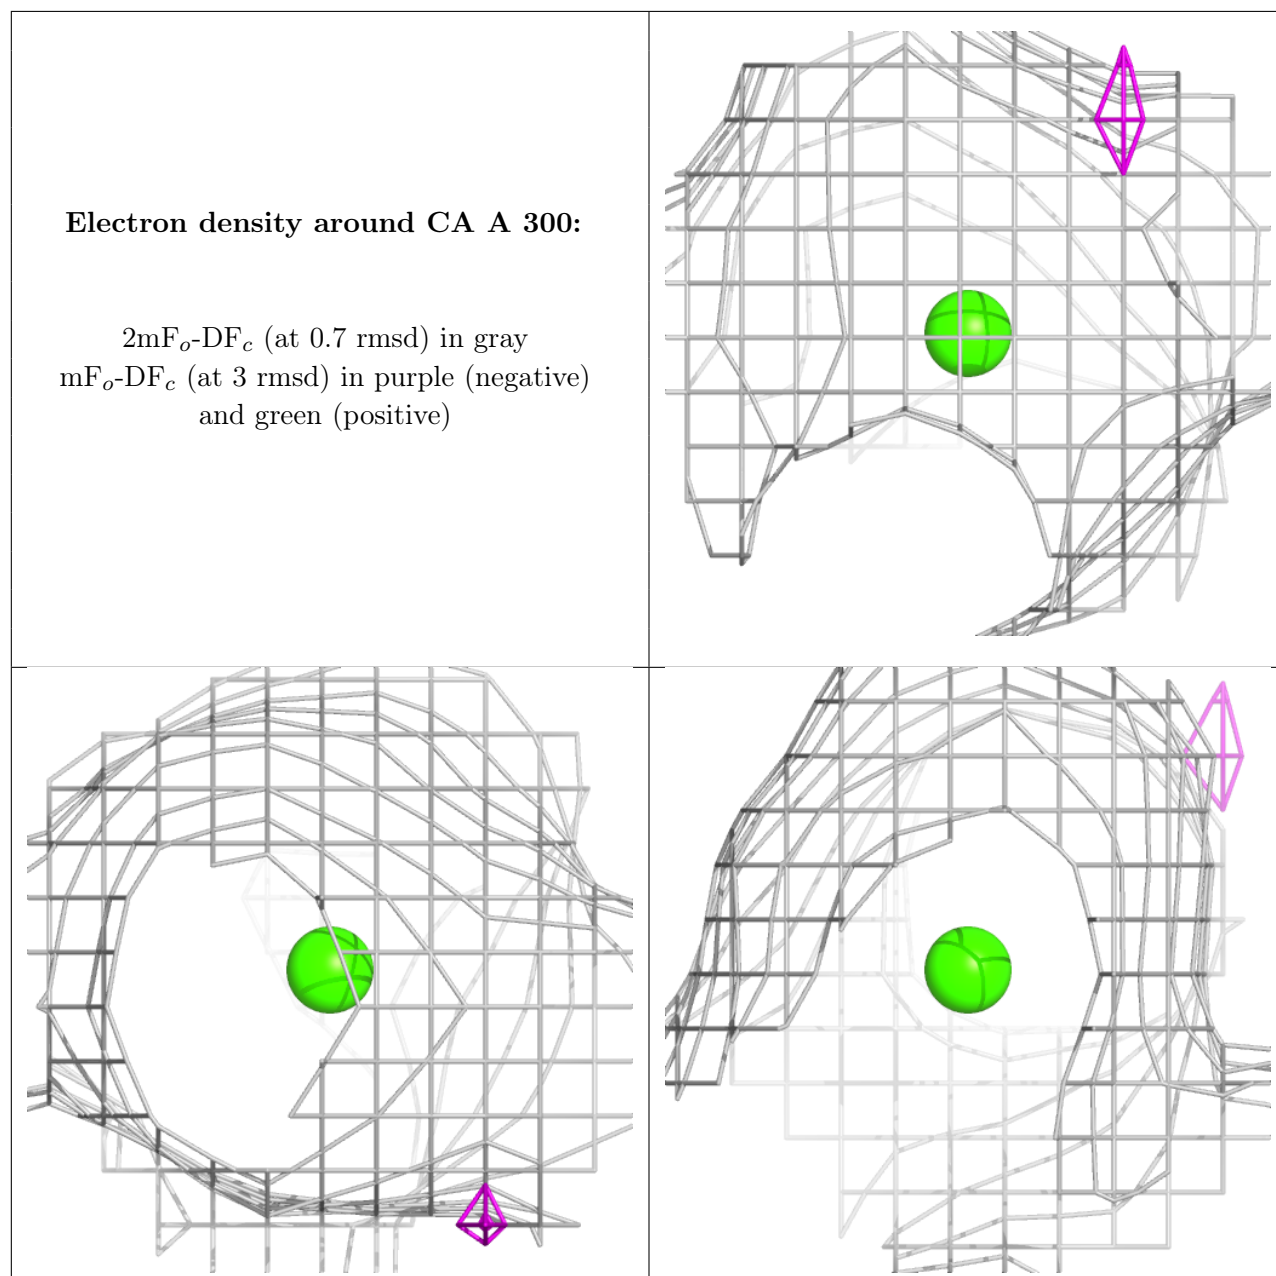 Electron density around CA A 300:
2mFo-DFc (at 0.7 rmsd) in gray
mFo-DFc (at 3 rmsd) in purple (negative)
and green (positive)